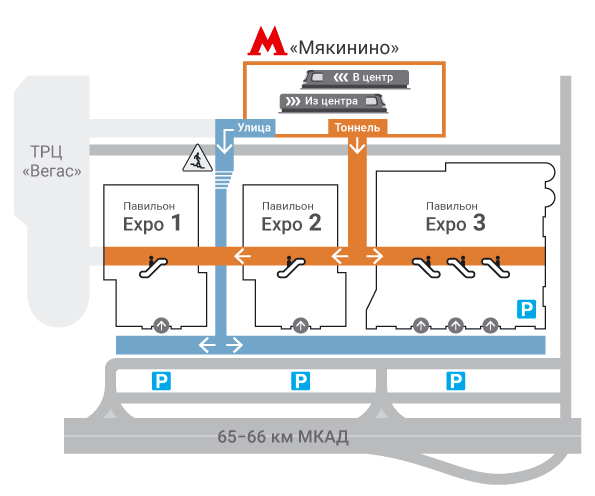 М «Мякинино»
‹‹‹ В центр
››› Из центра
Улица
Тоннель
ТРЦ
«Вегас»
Павильон
Expo 1
Павильон
Expo 2
Павильон
Expo 3
P
P
P
P
65-66 км МКАД